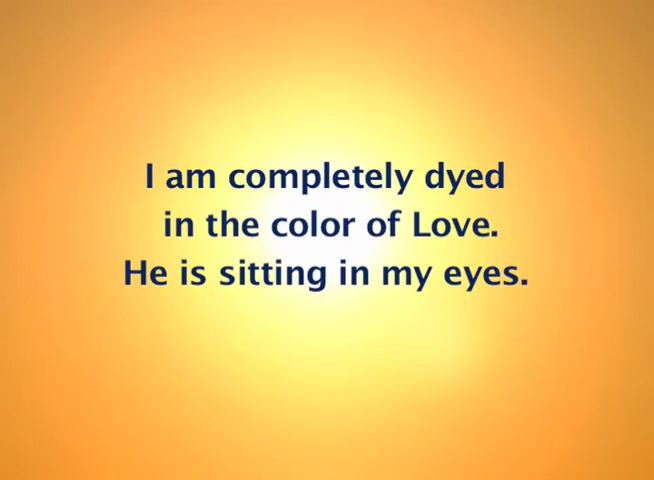 I am completely dyed
in the color of Love.
He is sitting in my eyes.